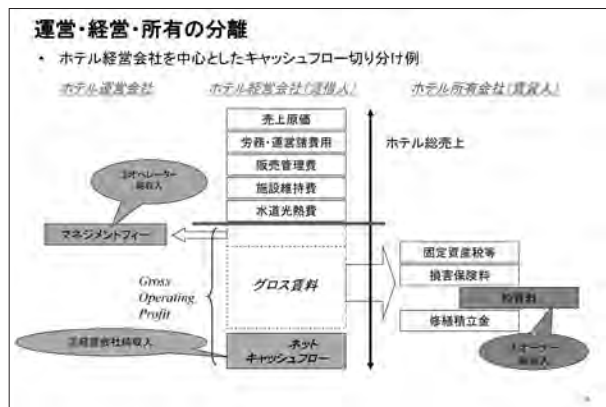 運営・経営・所有の分離
• ホテル経営会社を中心としたキャッシュフロー切り分け例
ホテル運営会社
ホテル経営会社(賃借人)
ホテル所有会社(賃貸人)
売上原価
労務・運営諸費用
販売管理費
施設維持費
水道光熱費
ホテル総売上
オペレーター
総収入
マネジメントフィー
Gross
Operating
Profit
グロス賃料
固定資産税等
損害保険料
修繕積立金
経営会社総収入
ネット
キャッシュフロー
オーナー
総収入